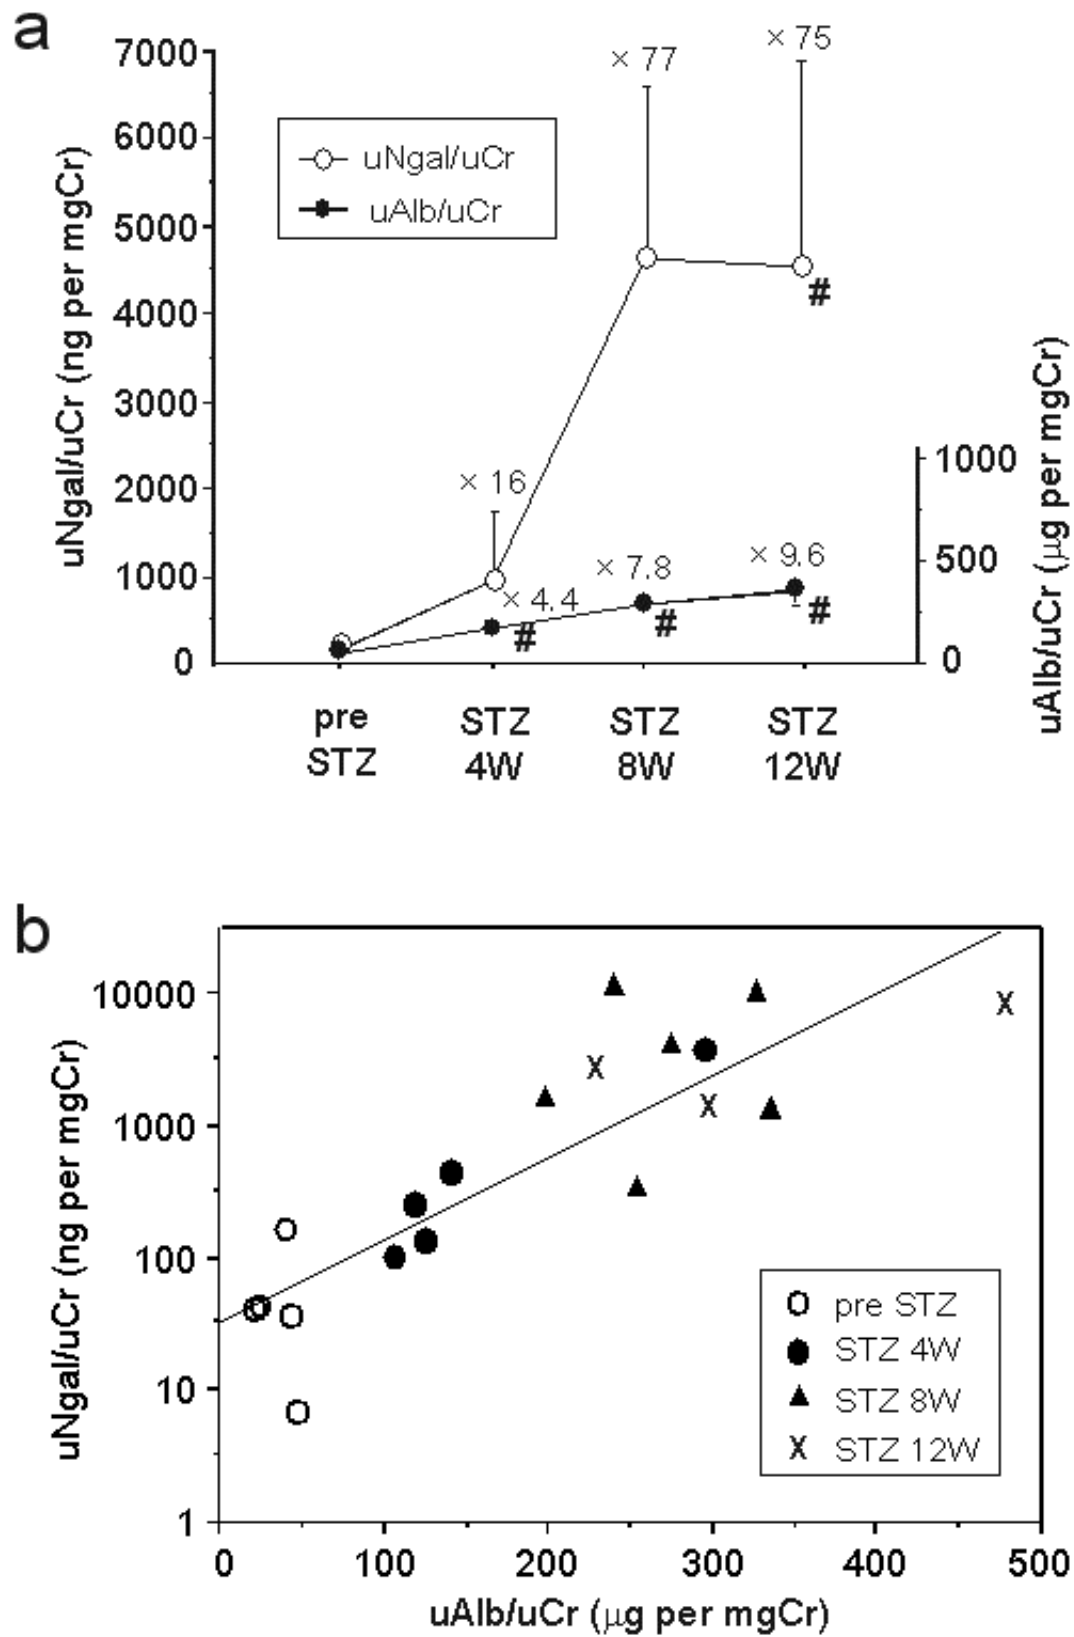 a
uNgal/uCr (ng per mgCr)
7000
6000
5000
4000
3000
2000
1000
0
uNgal/uCr
uAlb/uCr
× 77
× 75
#
× 16
× 4.4
#
× 7.8
#
× 9.6
#
1000
500
0
uAlb/uCr (μg per mgCr)
pre
STZ
STZ
4W
STZ
8W
STZ
12W
b
uNgal/uCr (ng per mgCr)
10000
1000
100
10
1
pre STZ
STZ 4W
STZ 8W
X STZ 12W
0 100 200 300 400 500
uAlb/uCr (μg per mgCr)